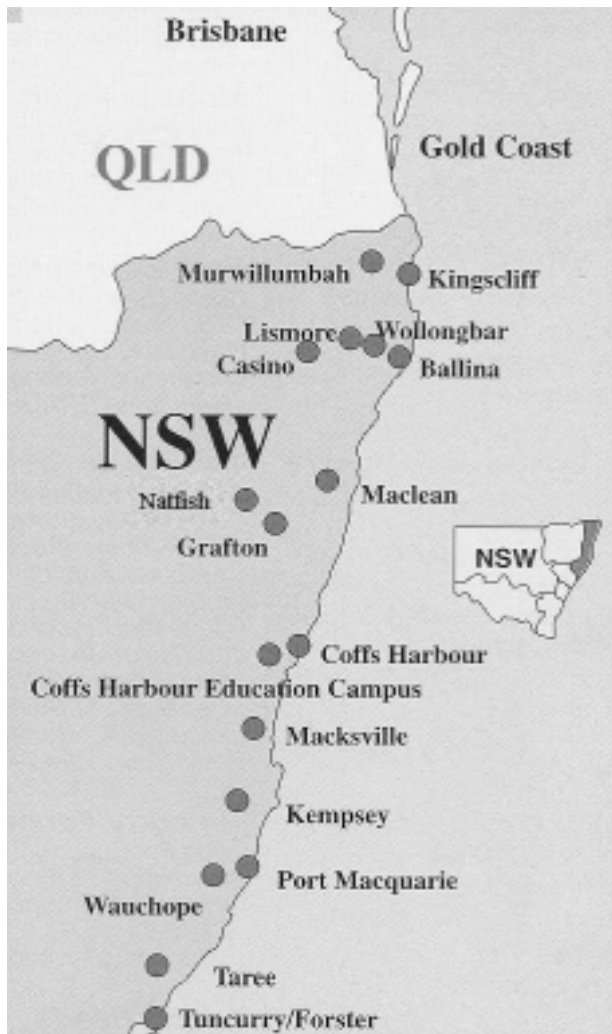 Brisbane
QLD
Gold Coast
Murwillumbah
Kingscliff
Lismore
Wollongbar
Casino
Ballina
NSW
Natfish
Maclean
Grafton
NSW
Coffs Harbour
Coffs Harbour Education Campus
Macksville
Kempsey
Port Macquarie
Wauchope
Taree
Tuncurry/Forster